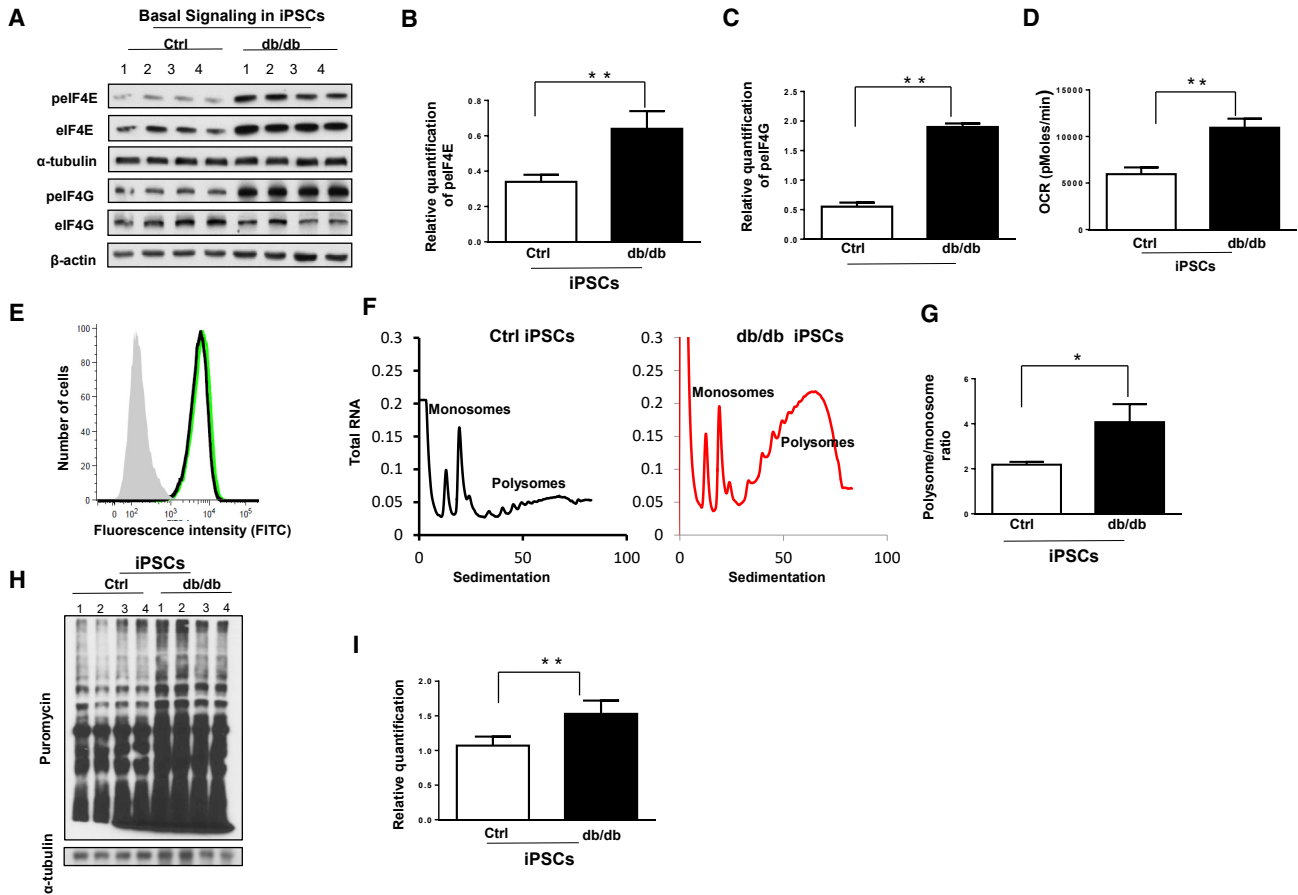 A
Basal Signaling in iPSCs
Ctrl db/db
1 2 3 4 1 2 3 4
peIF4E
eIF4E
α-tubulin
peIF4G
eIF4G
β-actin
B
* *
Relative quantification
of peIF4E
0.8
0.6
0.4
0.2
0.0
Ctrl db/db
iPSCs
C
* *
Relative quantification
of peIF4G
2.5
2.0
1.5
1.0
0.5
0.0
Ctrl db/db
D
* *
OCR (pMoles/min)
15000
10000
5000
0
Ctrl db/db
iPSCs
E
Number of cells
100
80
60
40
20
0
0 10² 10³ 10⁴ 10⁵
Fluorescence intensity (FITC)
F
Ctrl iPSCs
Total RNA
0.3
0.25
0.2
0.15
0.1
0.05
0
Monosomes
Polysomes
0 50 100
Sedimentation
db/db iPSCs
0.3
0.25
0.2
0.15
0.1
0.05
0
Monosomes
Polysomes
0 50 100
Sedimentation
G
*
Polysome/monosome
ratio
6
4
2
0
Ctrl db/db
iPSCs
H
iPSCs
Ctrl db/db
1 2 3 4 1 2 3 4
Puromycin
α-tubulin
I
* *
Relative quantification
2.0
1.5
1.0
0.5
0.0
Ctrl db/db
iPSCs